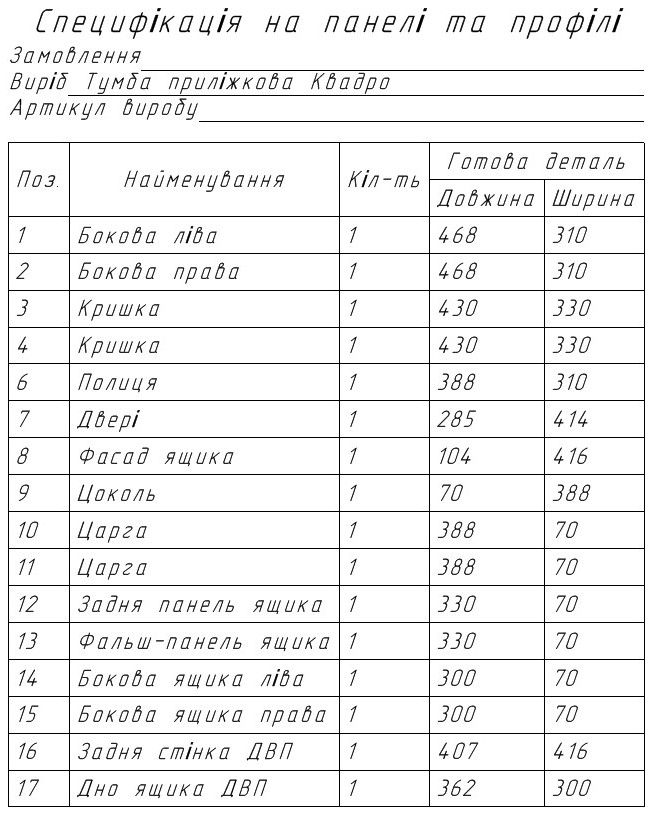 Специфікація на панелі та профілі
Замовлення
Виріб Тумба приліжкова Квадро
Артикул виробу
Поз. Найменування Кіл-ть Готова деталь
Довжина Ширина
1 Бокова ліва 1 468 310
2 Бокова права 1 468 310
3 Кришка 1 430 330
4 Кришка 1 430 330
6 Полиця 1 388 310
7 Двері 1 285 414
8 Фасад ящика 1 104 416
9 Цоколь 1 70 388
10 Царга 1 388 70
11 Царга 1 388 70
12 Задня панель ящика 1 330 70
13 Фальш-панель ящика 1 330 70
14 Бокова ящика ліва 1 300 70
15 Бокова ящика права 1 300 70
16 Задня стінка ДВП 1 407 416
17 Дно ящика ДВП 1 362 300